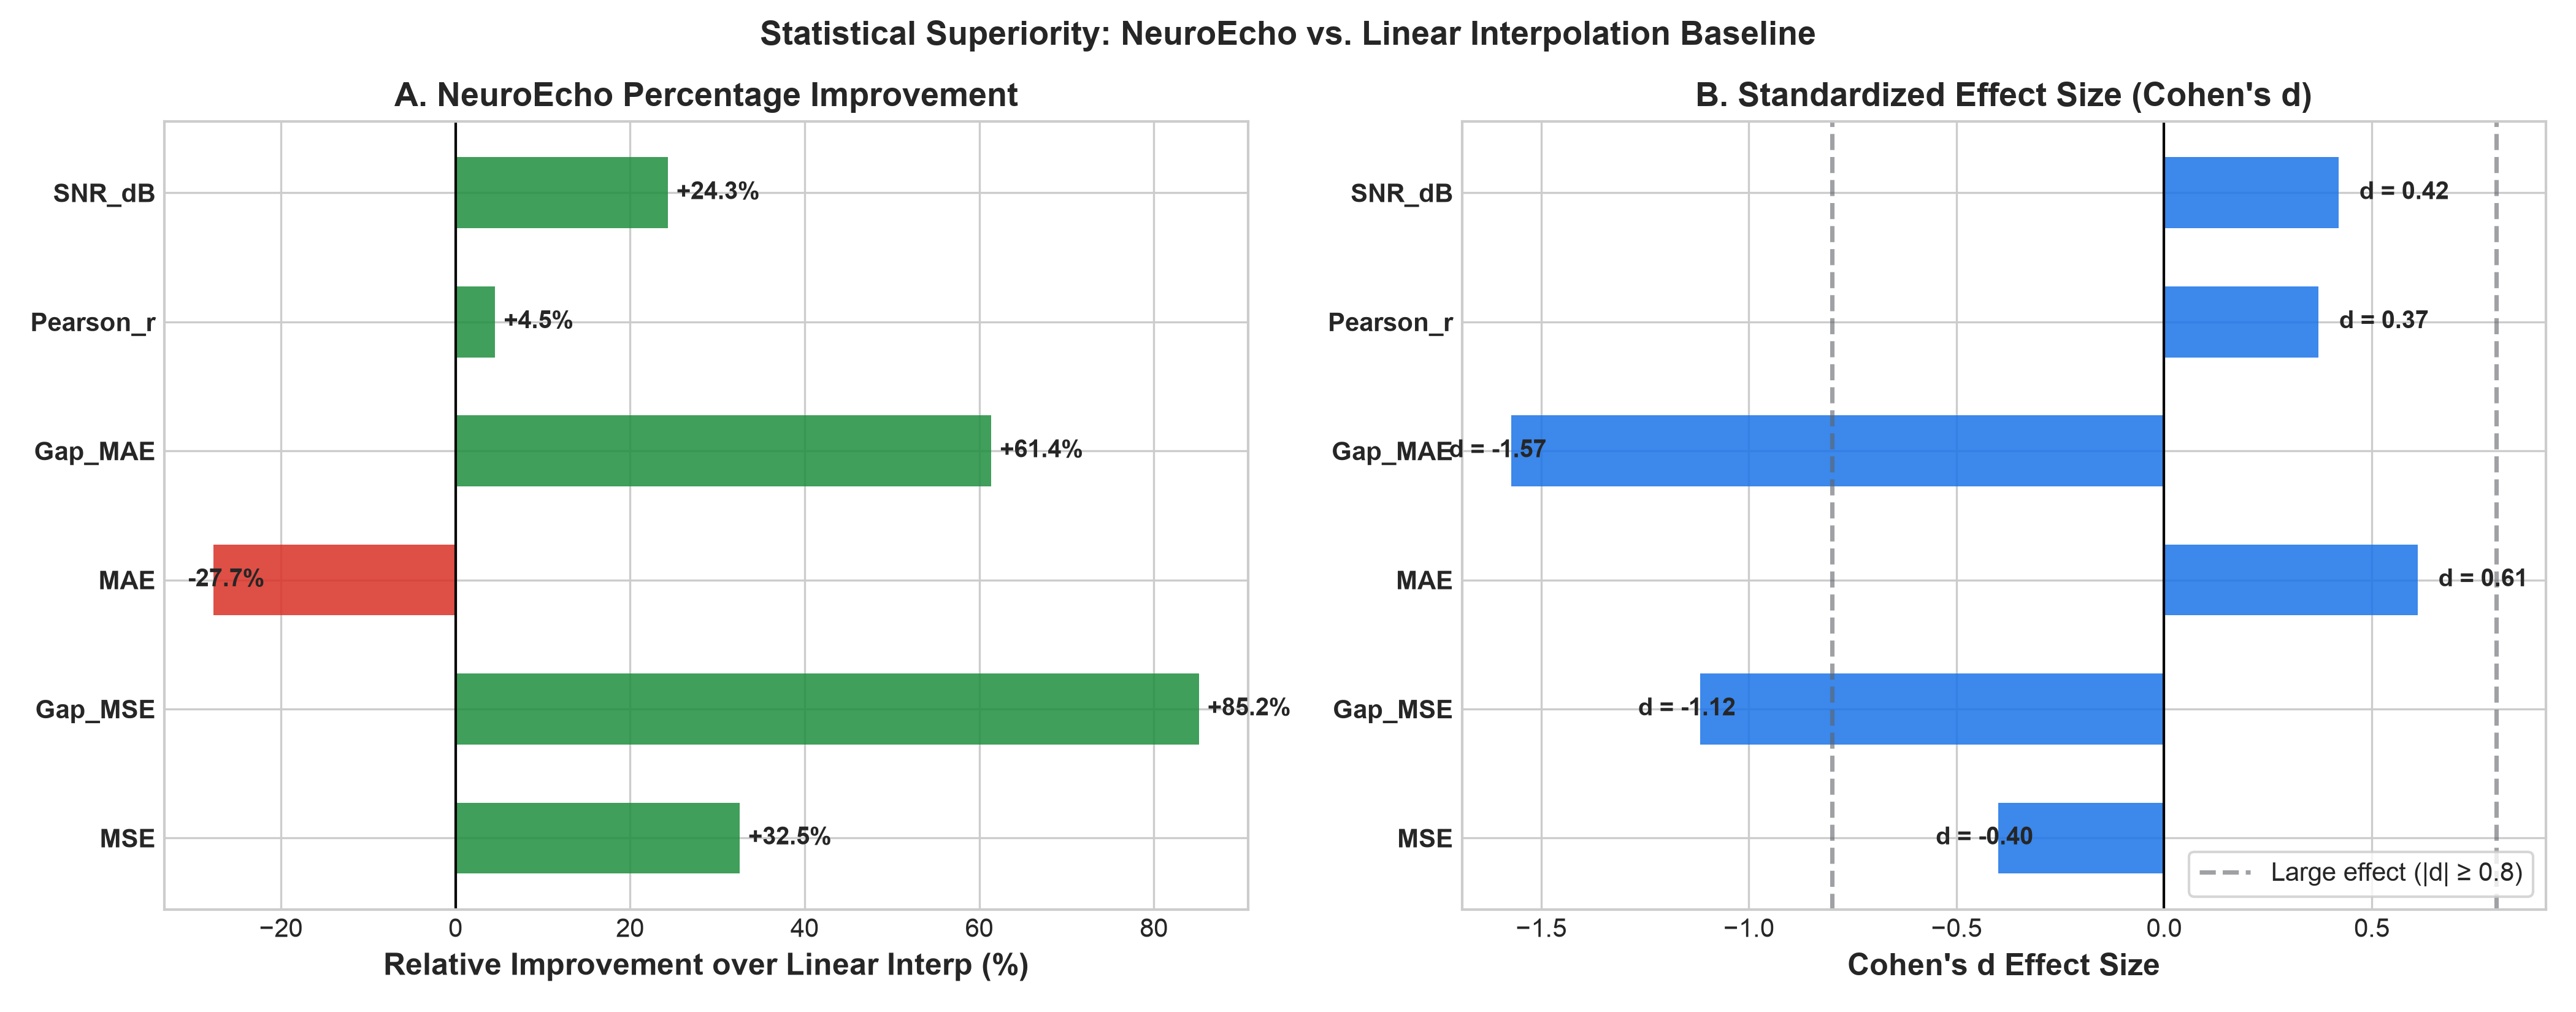 Statistical Superiority: NeuroEcho vs. Linear Interpolation Baseline
A. NeuroEcho Percentage Improvement
SNR_dB
+24.3%
Pearson_r
+4.5%
Gap_MAE
+61.4%
MAE
-27.7%
Gap_MSE
+85.2%
MSE
+32.5%
−20
0
20
40
60
80
Relative Improvement over Linear Interp (%)
B. Standardized Effect Size (Cohen's d)
SNR_dB
d = 0.42
Pearson_r
d = 0.37
Gap_MAE
d = -1.57
MAE
d = 0.61
Gap_MSE
d = -1.12
MSE
d = -0.40
Large effect (|d| ≥ 0.8)
−1.5
−1.0
−0.5
0.0
0.5
Cohen's d Effect Size